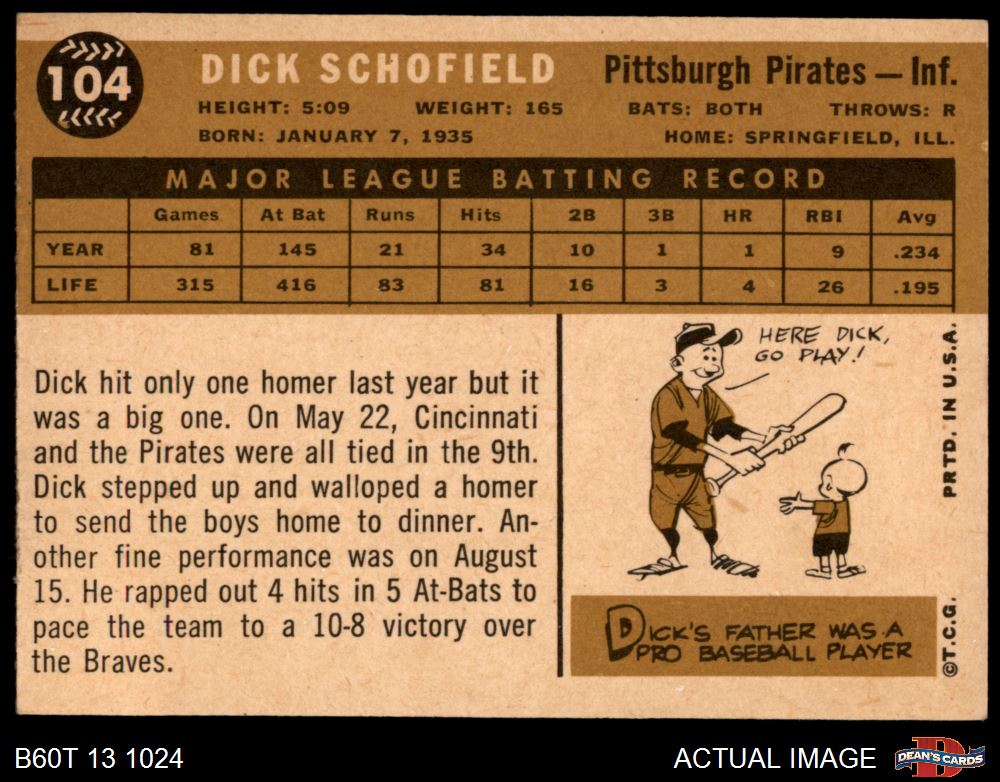 104
DICK SCHOFIELD
Pittsburgh Pirates — Inf.
HEIGHT: 5:09 WEIGHT: 165 BATS: BOTH THROWS: R
BORN: JANUARY 7, 1935 HOME: SPRINGFIELD, ILL.
MAJOR LEAGUE BATTING RECORD
Games At Bat Runs Hits 2B 3B HR RBI Avg
YEAR 81 145 21 34 10 1 1 9 .234
LIFE 315 416 83 81 16 3 4 26 .195
Dick hit only one homer last year but it
was a big one. On May 22, Cincinnati
and the Pirates were all tied in the 9th.
Dick stepped up and walloped a homer
to send the boys home to dinner. An-
other fine performance was on August
15. He rapped out 4 hits in 5 At-Bats to
pace the team to a 10-8 victory over
the Braves.
HERE DICK,
GO PLAY!
DICK'S FATHER WAS A
PRO BASEBALL PLAYER
©T.C.G. PRTD. IN U.S.A.
B60T 13 1024
ACTUAL IMAGE
D
DEAN'S CARDS